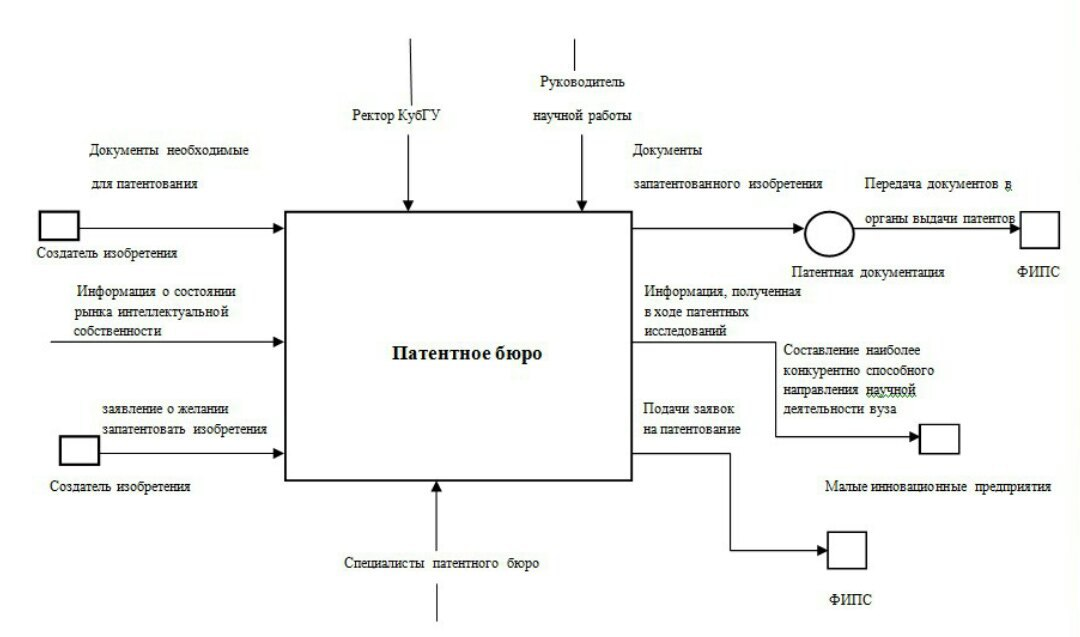 Руководитель
Ректор КубГУ
научной работы
Документы необходимые
для патентования
Документы
запатентованного изобретения
Передача документов в
органы выдачи патентов
Создатель изобретения
Патентная документация
ФИПС
Информация о состоянии
рынка интеллектуальной
собственности
Информация, полученная
в ходе патентных
исследований
Патентное бюро
Составление наиболее
конкурентно способного
направления научной
деятельности вуза
заявление о желании
запатентовать изобретения
Подачи заявок
на патентование
Создатель изобретения
Малые инновационные предприятия
Специалисты патентного бюро
ФИПС